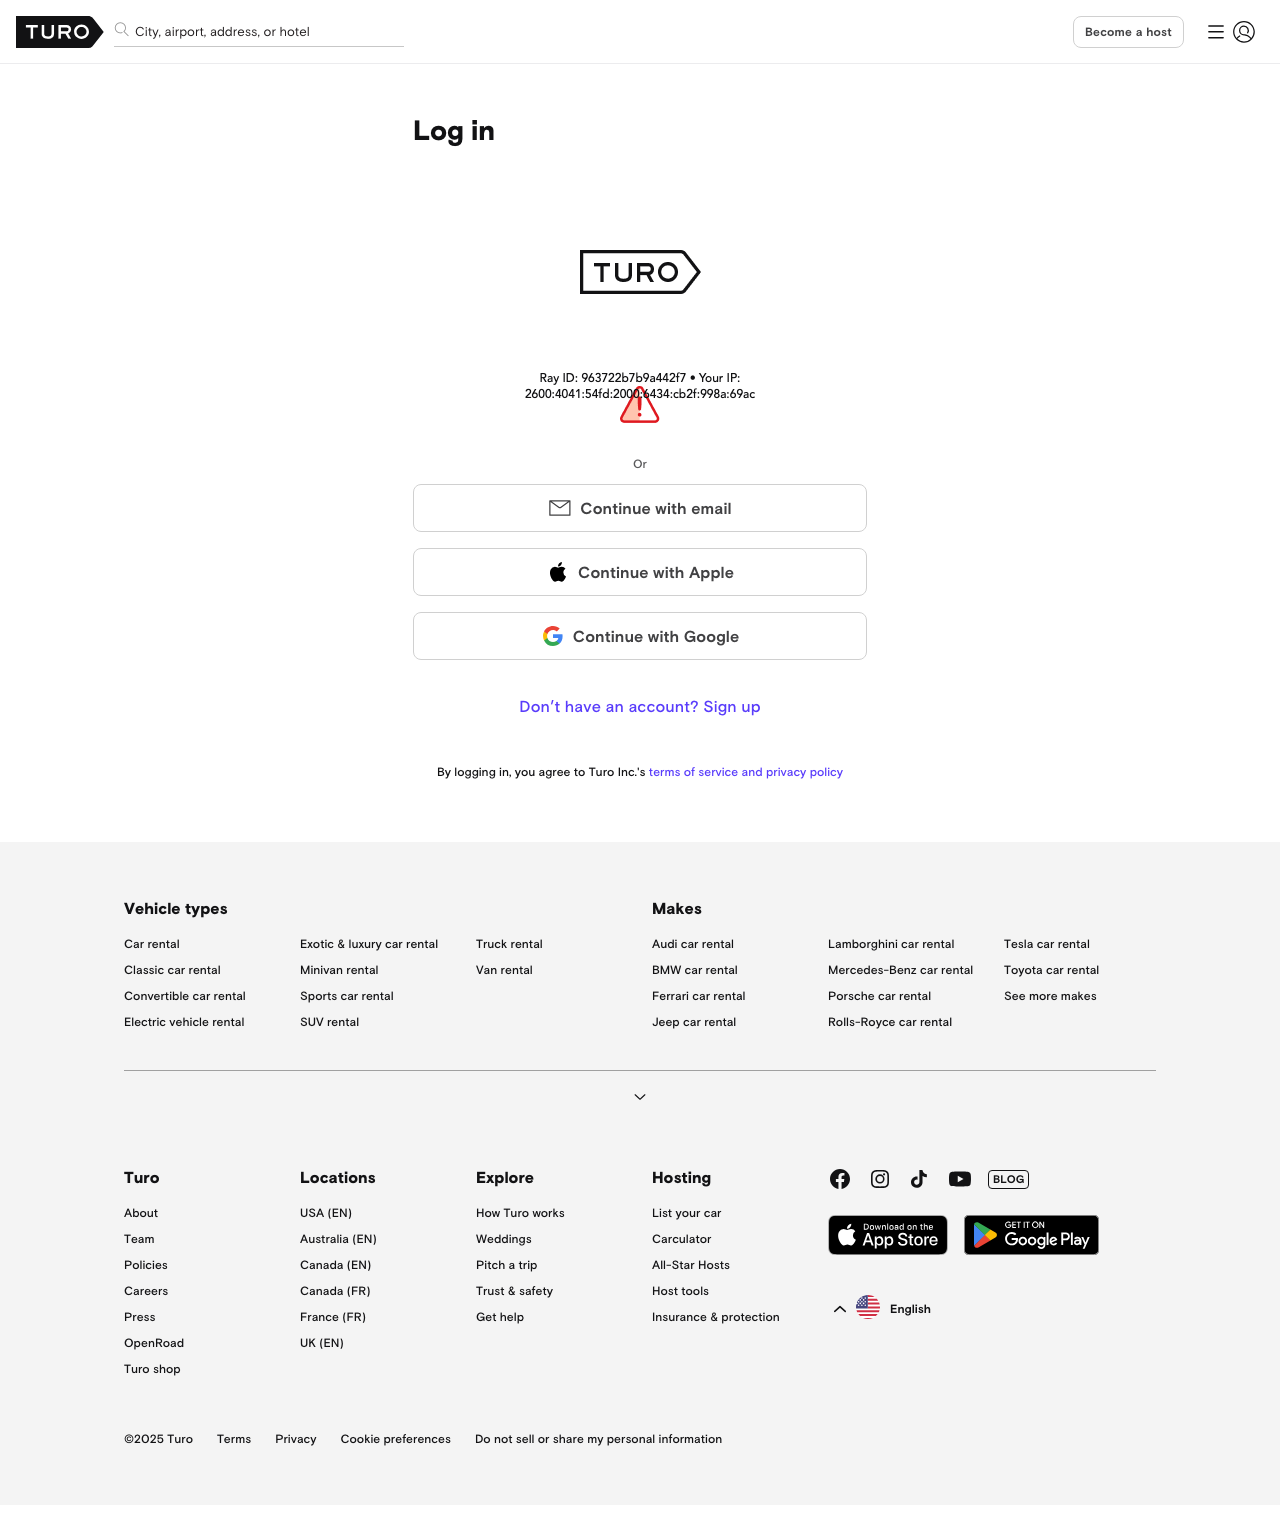 TURO
City, airport, address, or hotel
Become a host
Log in
TURO
Ray ID: 963722b7b9a442f7 • Your IP:
2600:4041:54fd:2000:6434:cb2f:998a:69ac
Or
Continue with email
Continue with Apple
Continue with Google
Don’t have an account? Sign up
By logging in, you agree to Turo Inc.'s terms of service and privacy policy
Vehicle types
Car rental
Classic car rental
Convertible car rental
Electric vehicle rental
Exotic & luxury car rental
Minivan rental
Sports car rental
SUV rental
Truck rental
Van rental
Makes
Audi car rental
BMW car rental
Ferrari car rental
Jeep car rental
Lamborghini car rental
Mercedes-Benz car rental
Porsche car rental
Rolls-Royce car rental
Tesla car rental
Toyota car rental
See more makes
Turo
About
Team
Policies
Careers
Press
OpenRoad
Turo shop
Locations
USA (EN)
Australia (EN)
Canada (EN)
Canada (FR)
France (FR)
UK (EN)
Explore
How Turo works
Weddings
Pitch a trip
Trust & safety
Get help
Hosting
List your car
Carculator
All-Star Hosts
Host tools
Insurance & protection
BLOG
Download on the
App Store
GET IT ON
Google Play
English
©2025 Turo
Terms
Privacy
Cookie preferences
Do not sell or share my personal information